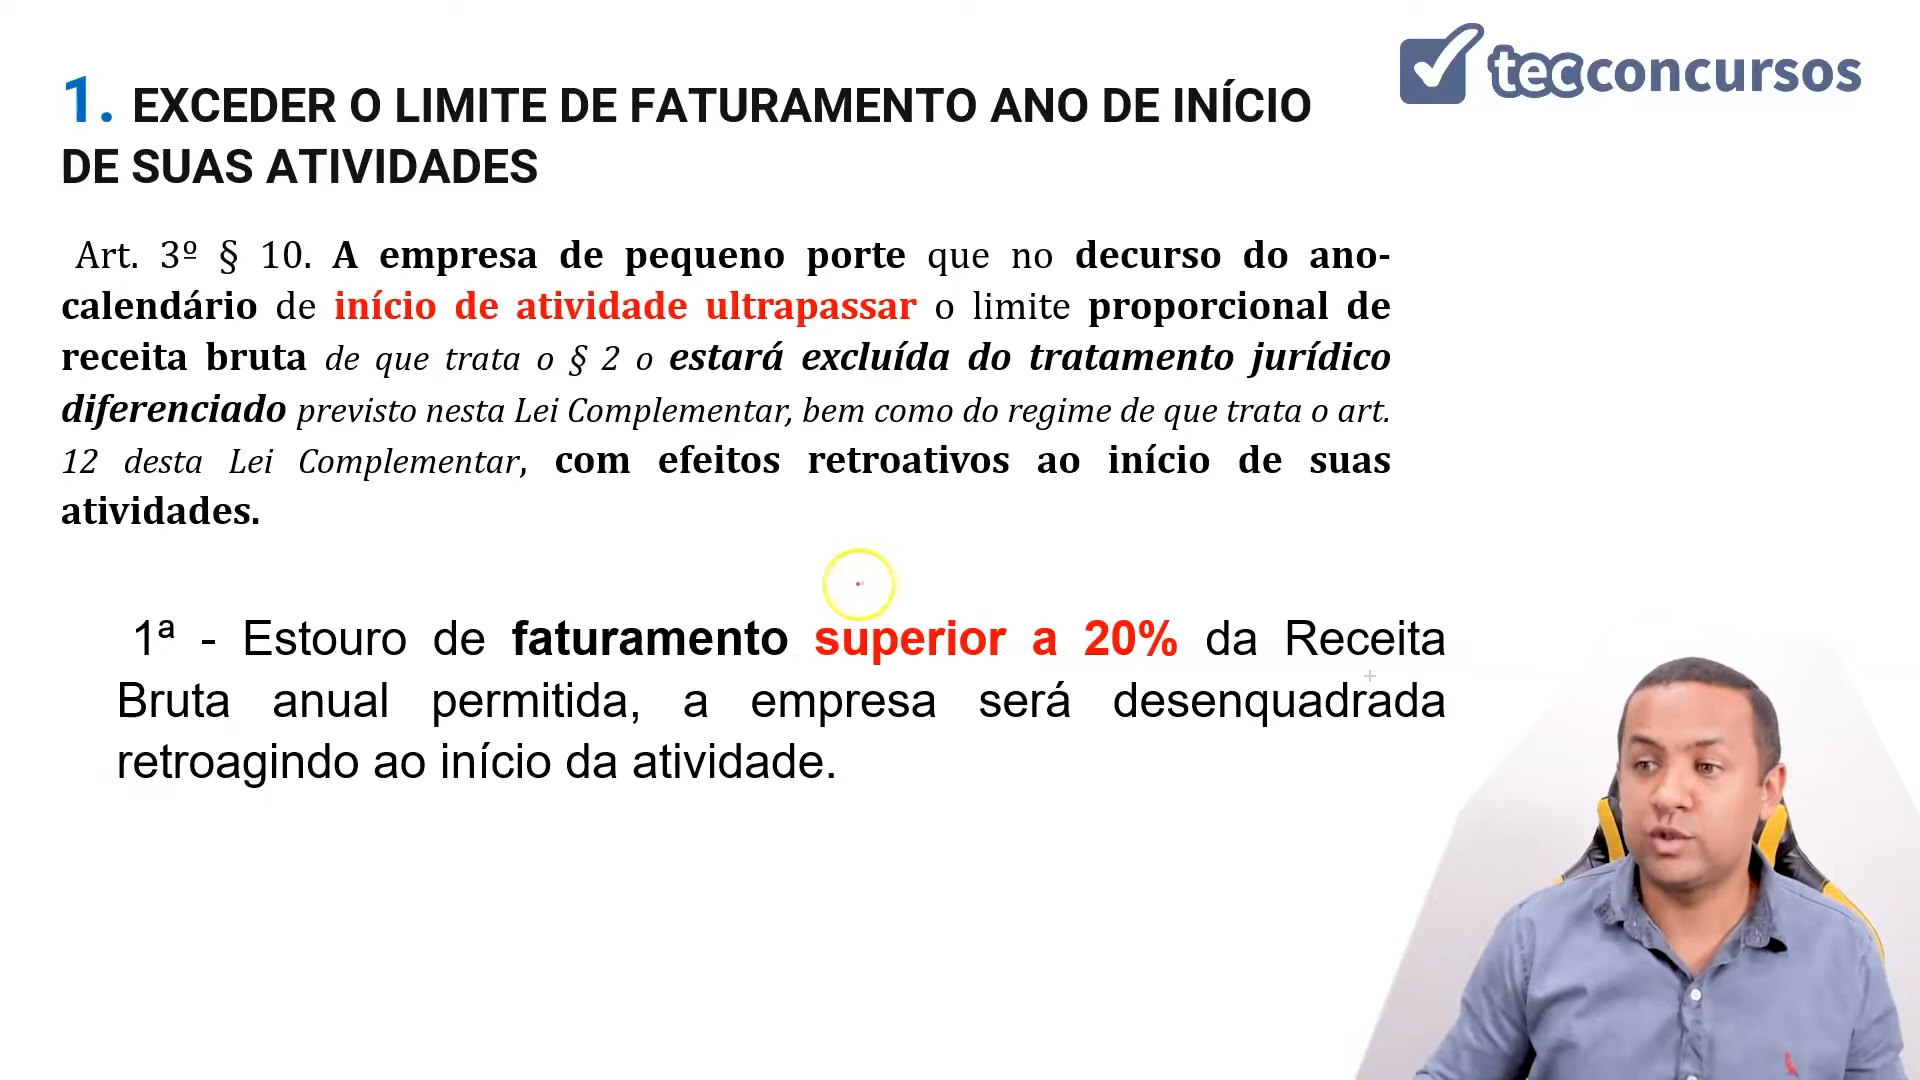 tecconcursos
1. EXCEDER O LIMITE DE FATURAMENTO ANO DE INÍCIO
DE SUAS ATIVIDADES
Art. 3º § 10. A empresa de pequeno porte que no decurso do ano-
calendário de início de atividade ultrapassar o limite proporcional de
receita bruta de que trata o § 2 o estará excluída do tratamento jurídico
diferenciado previsto nesta Lei Complementar, bem como do regime de que trata o art.
12 desta Lei Complementar, com efeitos retroativos ao início de suas
atividades.
1ª - Estouro de faturamento superior a 20% da Receita
Bruta anual permitida, a empresa será desenquadrada
retroagindo ao início da atividade.